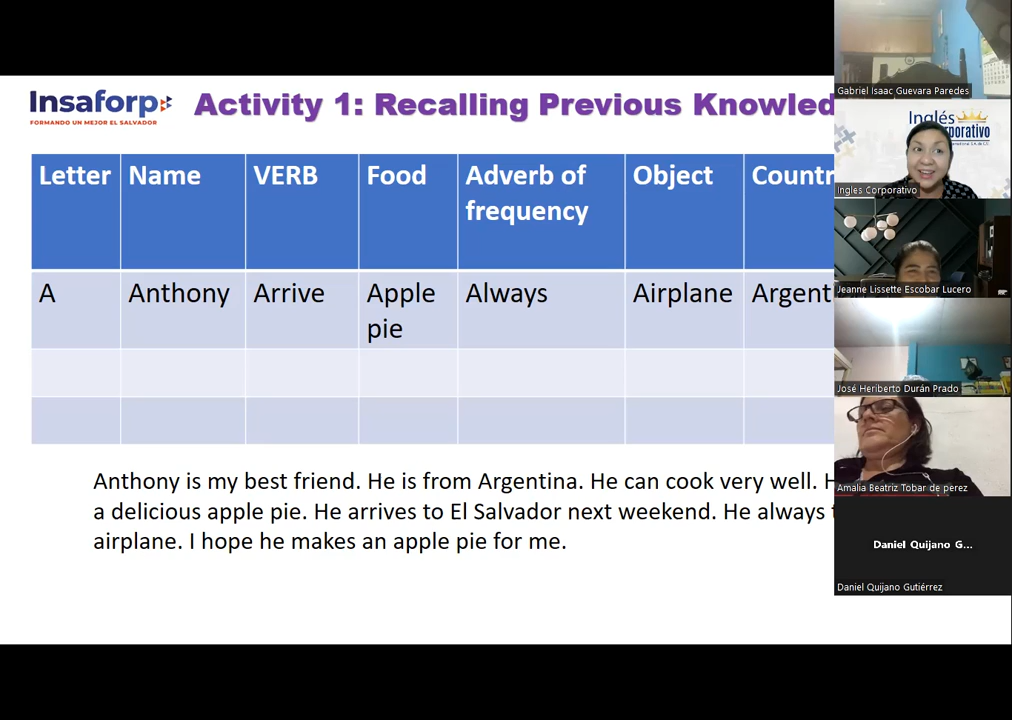 Insaforp
FORMANDO UN MEJOR EL SALVADOR
Activity 1: Recalling Previous Knowled
Letter Name VERB Food Adverb of frequency Object Countr
A Anthony Arrive Apple pie Always Airplane Argent
Anthony is my best friend. He is from Argentina. He can cook very well. H
a delicious apple pie. He arrives to El Salvador next weekend. He always t
airplane. I hope he makes an apple pie for me.
Gabriel Isaac Guevara Paredes
Inglés
orporativo
Ingles Corporativo
Jeanne Lissette Escobar Lucero
José Heriberto Durán Prado
Amalia Beatriz Tobar de perez
Daniel Quijano G...
Daniel Quijano Gutiérrez